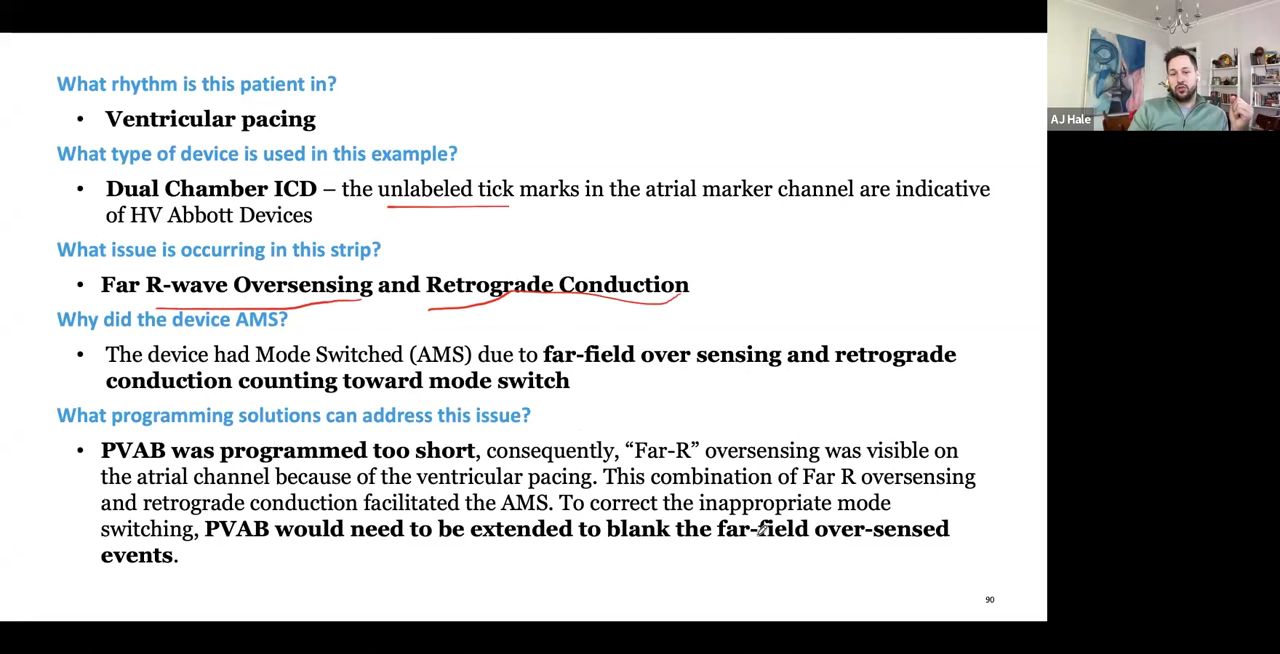 What rhythm is this patient in?
• Ventricular pacing
What type of device is used in this example?
• Dual Chamber ICD – the unlabeled tick marks in the atrial marker channel are indicative
of HV Abbott Devices
What issue is occurring in this strip?
• Far R-wave Oversensing and Retrograde Conduction
Why did the device AMS?
• The device had Mode Switched (AMS) due to far-field over sensing and retrograde
conduction counting toward mode switch
What programming solutions can address this issue?
• PVAB was programmed too short, consequently, “Far-R” oversensing was visible on
the atrial channel because of the ventricular pacing. This combination of Far R oversensing
and retrograde conduction facilitated the AMS. To correct the inappropriate mode
switching, PVAB would need to be extended to blank the far-field over-sensed
events.
90
AJ Hale